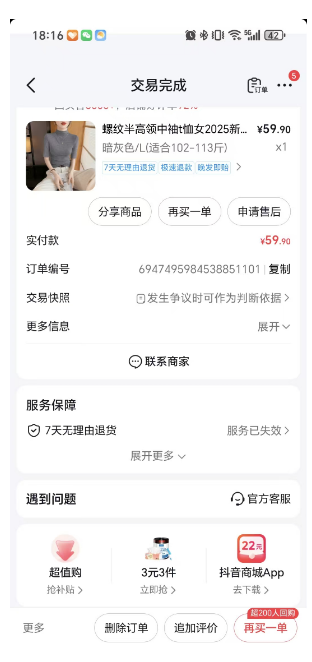 18:16 5G 42
交易完成 订单 5
螺纹半高领中袖t恤女2025新... ¥59.90
暗灰色/L(适合102-113斤) x1
7天无理由退货 极速退款 晚发即赔 >
分享商品 再买一单 申请售后
实付款 ¥59.90
订单编号 6947495984538851101 | 复制
交易快照 发生争议时可作为判断依据 >
更多信息 展开
联系商家
服务保障
7天无理由退货 服务已失效 >
展开更多
遇到问题 官方客服
22元
超值购 3元3件 抖音商城App
抢补贴 > 立即抢 > 去下载 >
超200人回购
更多 删除订单 追加评价 再买一单